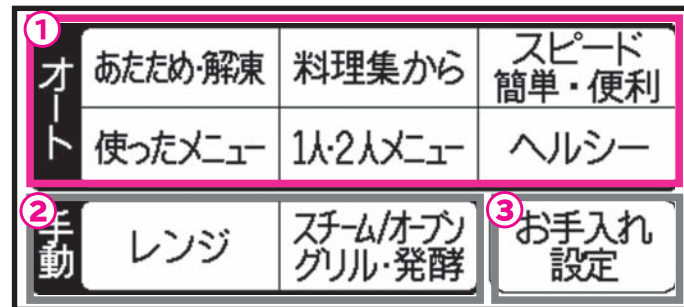 ①
オート
あたため・解凍
料理集から
スピード
簡単・便利
使ったメニュー
1人・2人メニュー
ヘルシー
②
手動
レンジ
スチーム/オーブン
グリル・発酵
③
お手入れ
設定